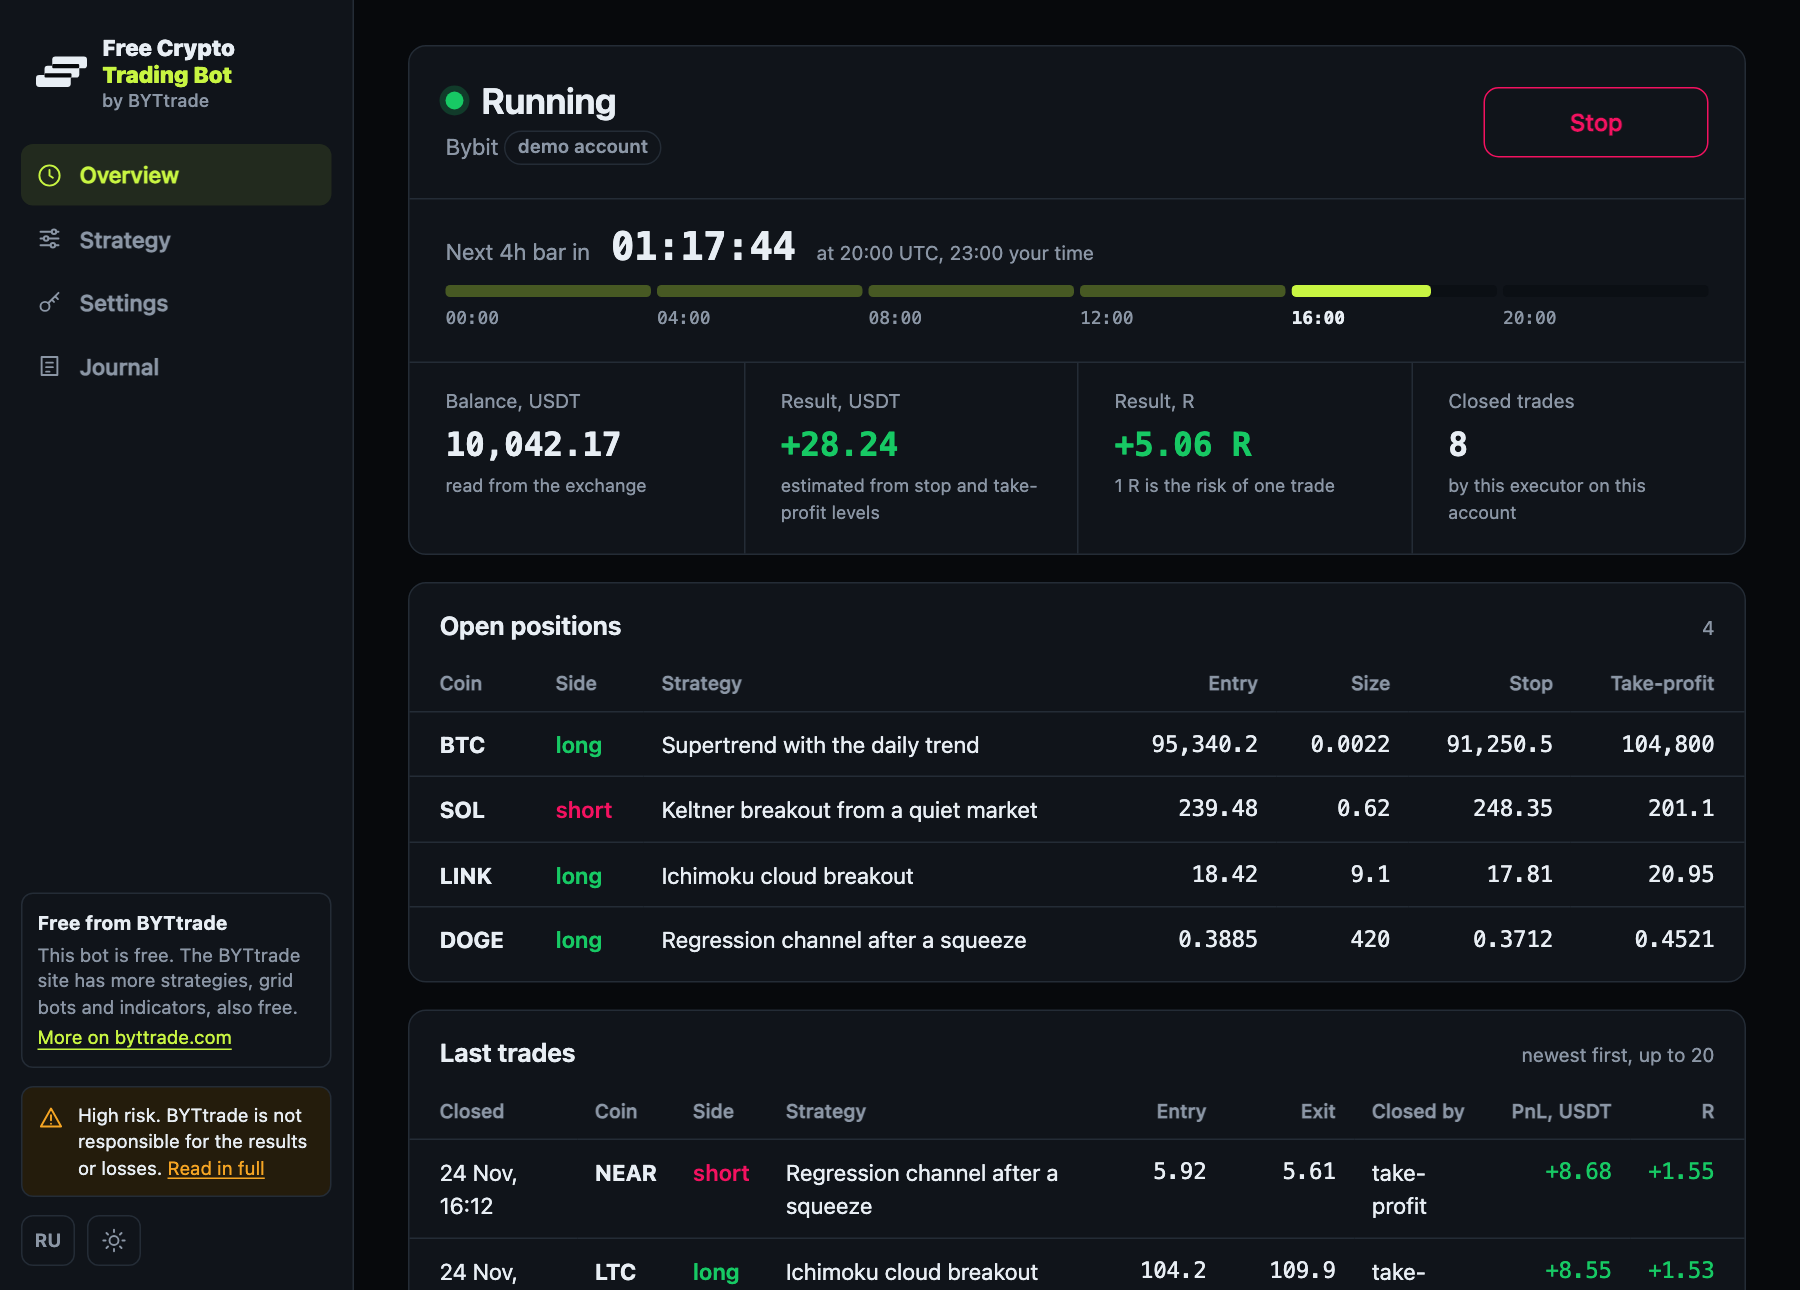 Free Crypto
Trading Bot
by BYTtrade
Overview
Strategy
Settings
Journal
Free from BYTtrade
This bot is free. The BYTtrade
site has more strategies, grid
bots and indicators, also free.
More on byttrade.com
High risk. BYTtrade is not
responsible for the results
or losses. Read in full
RU
Running
Bybit demo account
Stop
Next 4h bar in 01:17:44 at 20:00 UTC, 23:00 your time
00:00 04:00 08:00 12:00 16:00 20:00
Balance, USDT
10,042.17
read from the exchange
Result, USDT
+28.24
estimated from stop and take-
profit levels
Result, R
+5.06 R
1 R is the risk of one trade
Closed trades
8
by this executor on this
account
Open positions 4
Coin Side Strategy Entry Size Stop Take-profit
BTC long Supertrend with the daily trend 95,340.2 0.0022 91,250.5 104,800
SOL short Keltner breakout from a quiet market 239.48 0.62 248.35 201.1
LINK long Ichimoku cloud breakout 18.42 9.1 17.81 20.95
DOGE long Regression channel after a squeeze 0.3885 420 0.3712 0.4521
Last trades newest first, up to 20
Closed Coin Side Strategy Entry Exit Closed by PnL, USDT R
24 Nov, NEAR short Regression channel after a 5.92 5.61 take- +8.68 +1.55
16:12 squeeze profit
24 Nov, LTC long Ichimoku cloud breakout 104.2 109.9 take- +8.55 +1.53